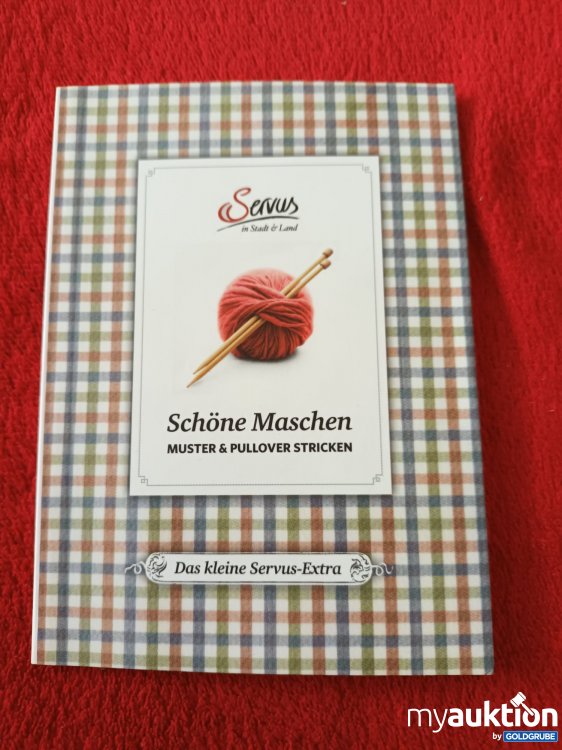 Servus
in Stadt & Land
Schöne Maschen
MUSTER & PULLOVER STRICKEN
Das kleine Servus-Extra
myauktion
by GOLDGRUBE